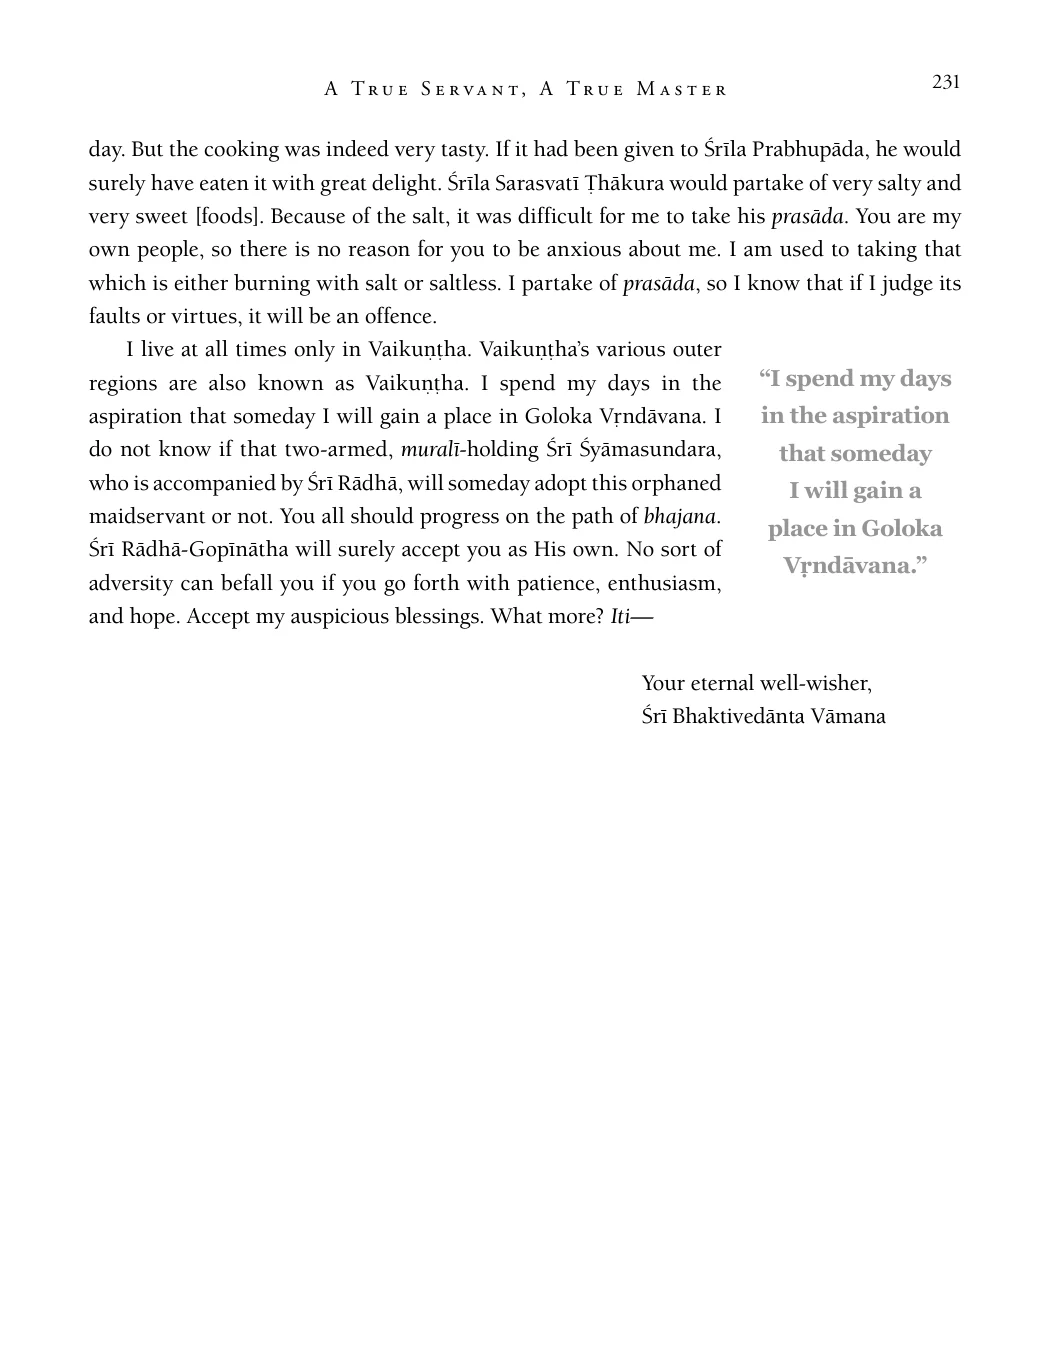 A True Servant, A True Master
231
day. But the cooking was indeed very tasty. If it had been given to Śrīla Prabhupāda, he would
surely have eaten it with great delight. Śrīla Sarasvatī Ṭhākura would partake of very salty and
very sweet [foods]. Because of the salt, it was difficult for me to take his prasāda. You are my
own people, so there is no reason for you to be anxious about me. I am used to taking that
which is either burning with salt or saltless. I partake of prasāda, so I know that if I judge its
faults or virtues, it will be an offence.
I live at all times only in Vaikuṇṭha. Vaikuṇṭha’s various outer
regions are also known as Vaikuṇṭha. I spend my days in the
aspiration that someday I will gain a place in Goloka Vṛndāvana. I
do not know if that two-armed, muralī-holding Śrī Śyāmasundara,
who is accompanied by Śrī Rādhā, will someday adopt this orphaned
maidservant or not. You all should progress on the path of bhajana.
Śrī Rādhā-Gopīnātha will surely accept you as His own. No sort of
adversity can befall you if you go forth with patience, enthusiasm,
and hope. Accept my auspicious blessings. What more? Iti—
“I spend my days
in the aspiration
that someday
I will gain a
place in Goloka
Vṛndāvana.”
Your eternal well-wisher,
Śrī Bhaktivedānta Vāmana